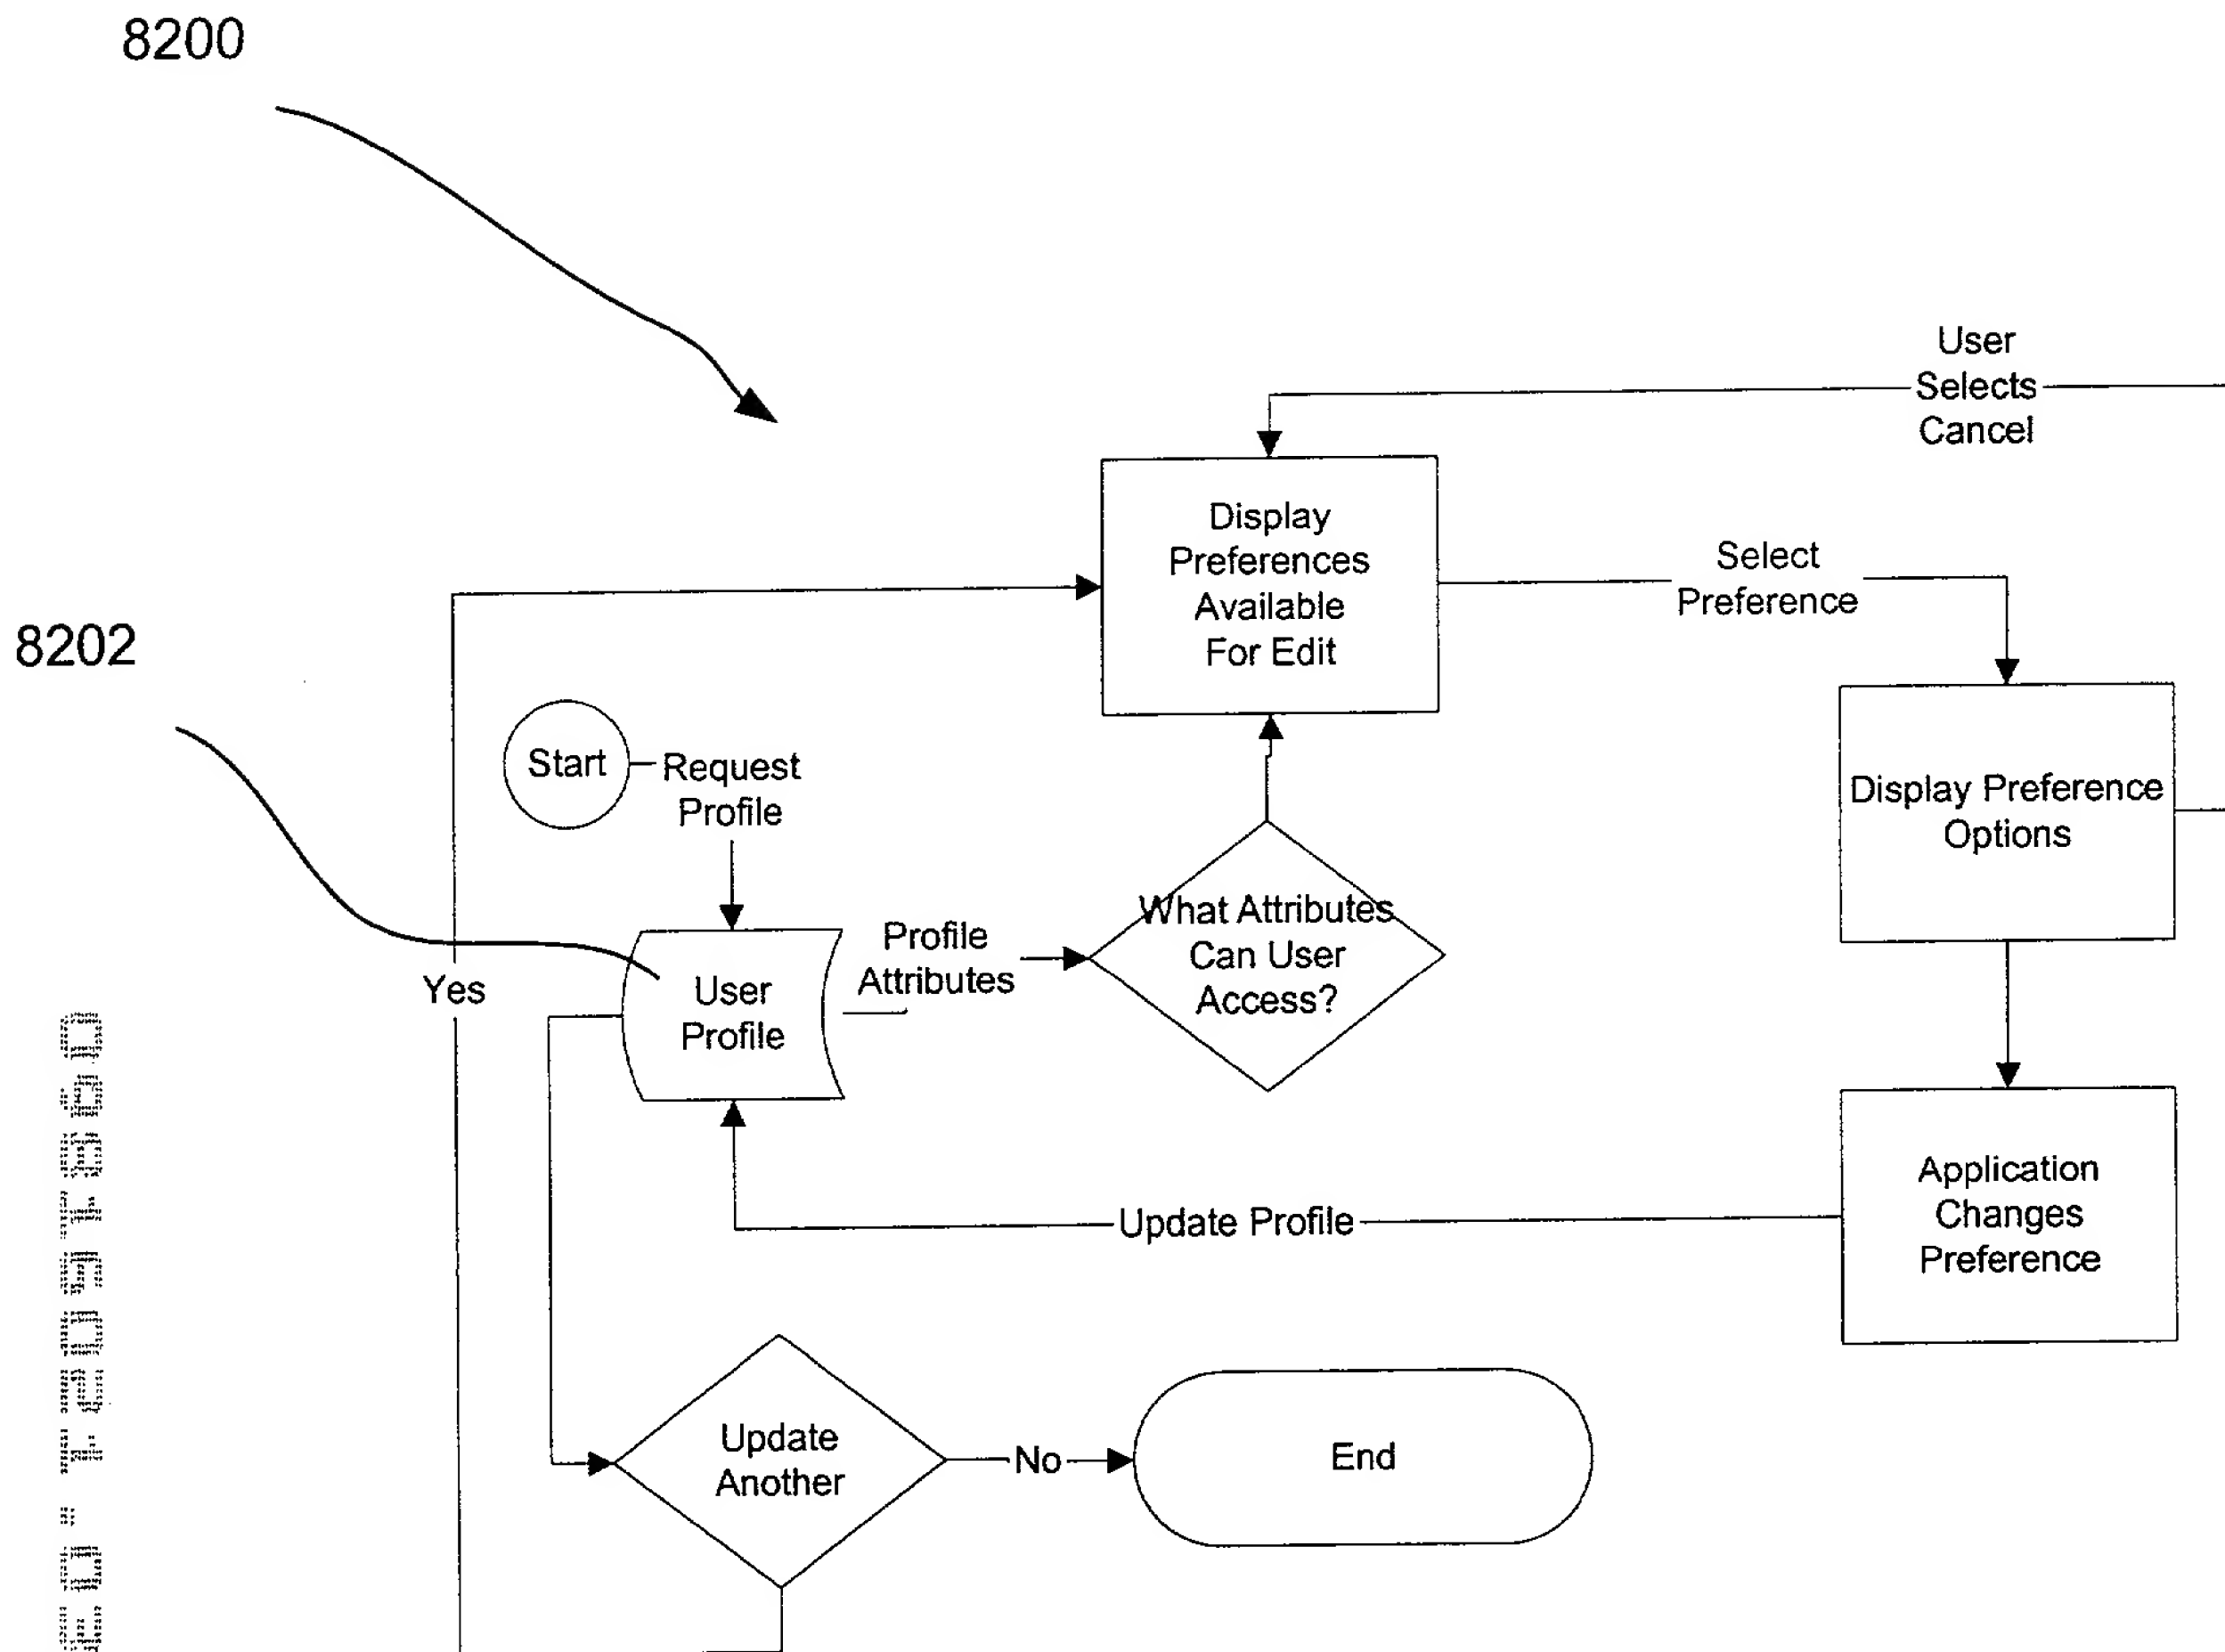 8200
User
Selects
Cancel
Display
Preferences
Available
For Edit
Select
Preference
8202
Start
Request
Profile
Display Preference
Options
What Attributes
Can User
Access?
Profile
Attributes
User
Profile
Yes
Application
Changes
Preference
Update Profile
Update
Another
No
End